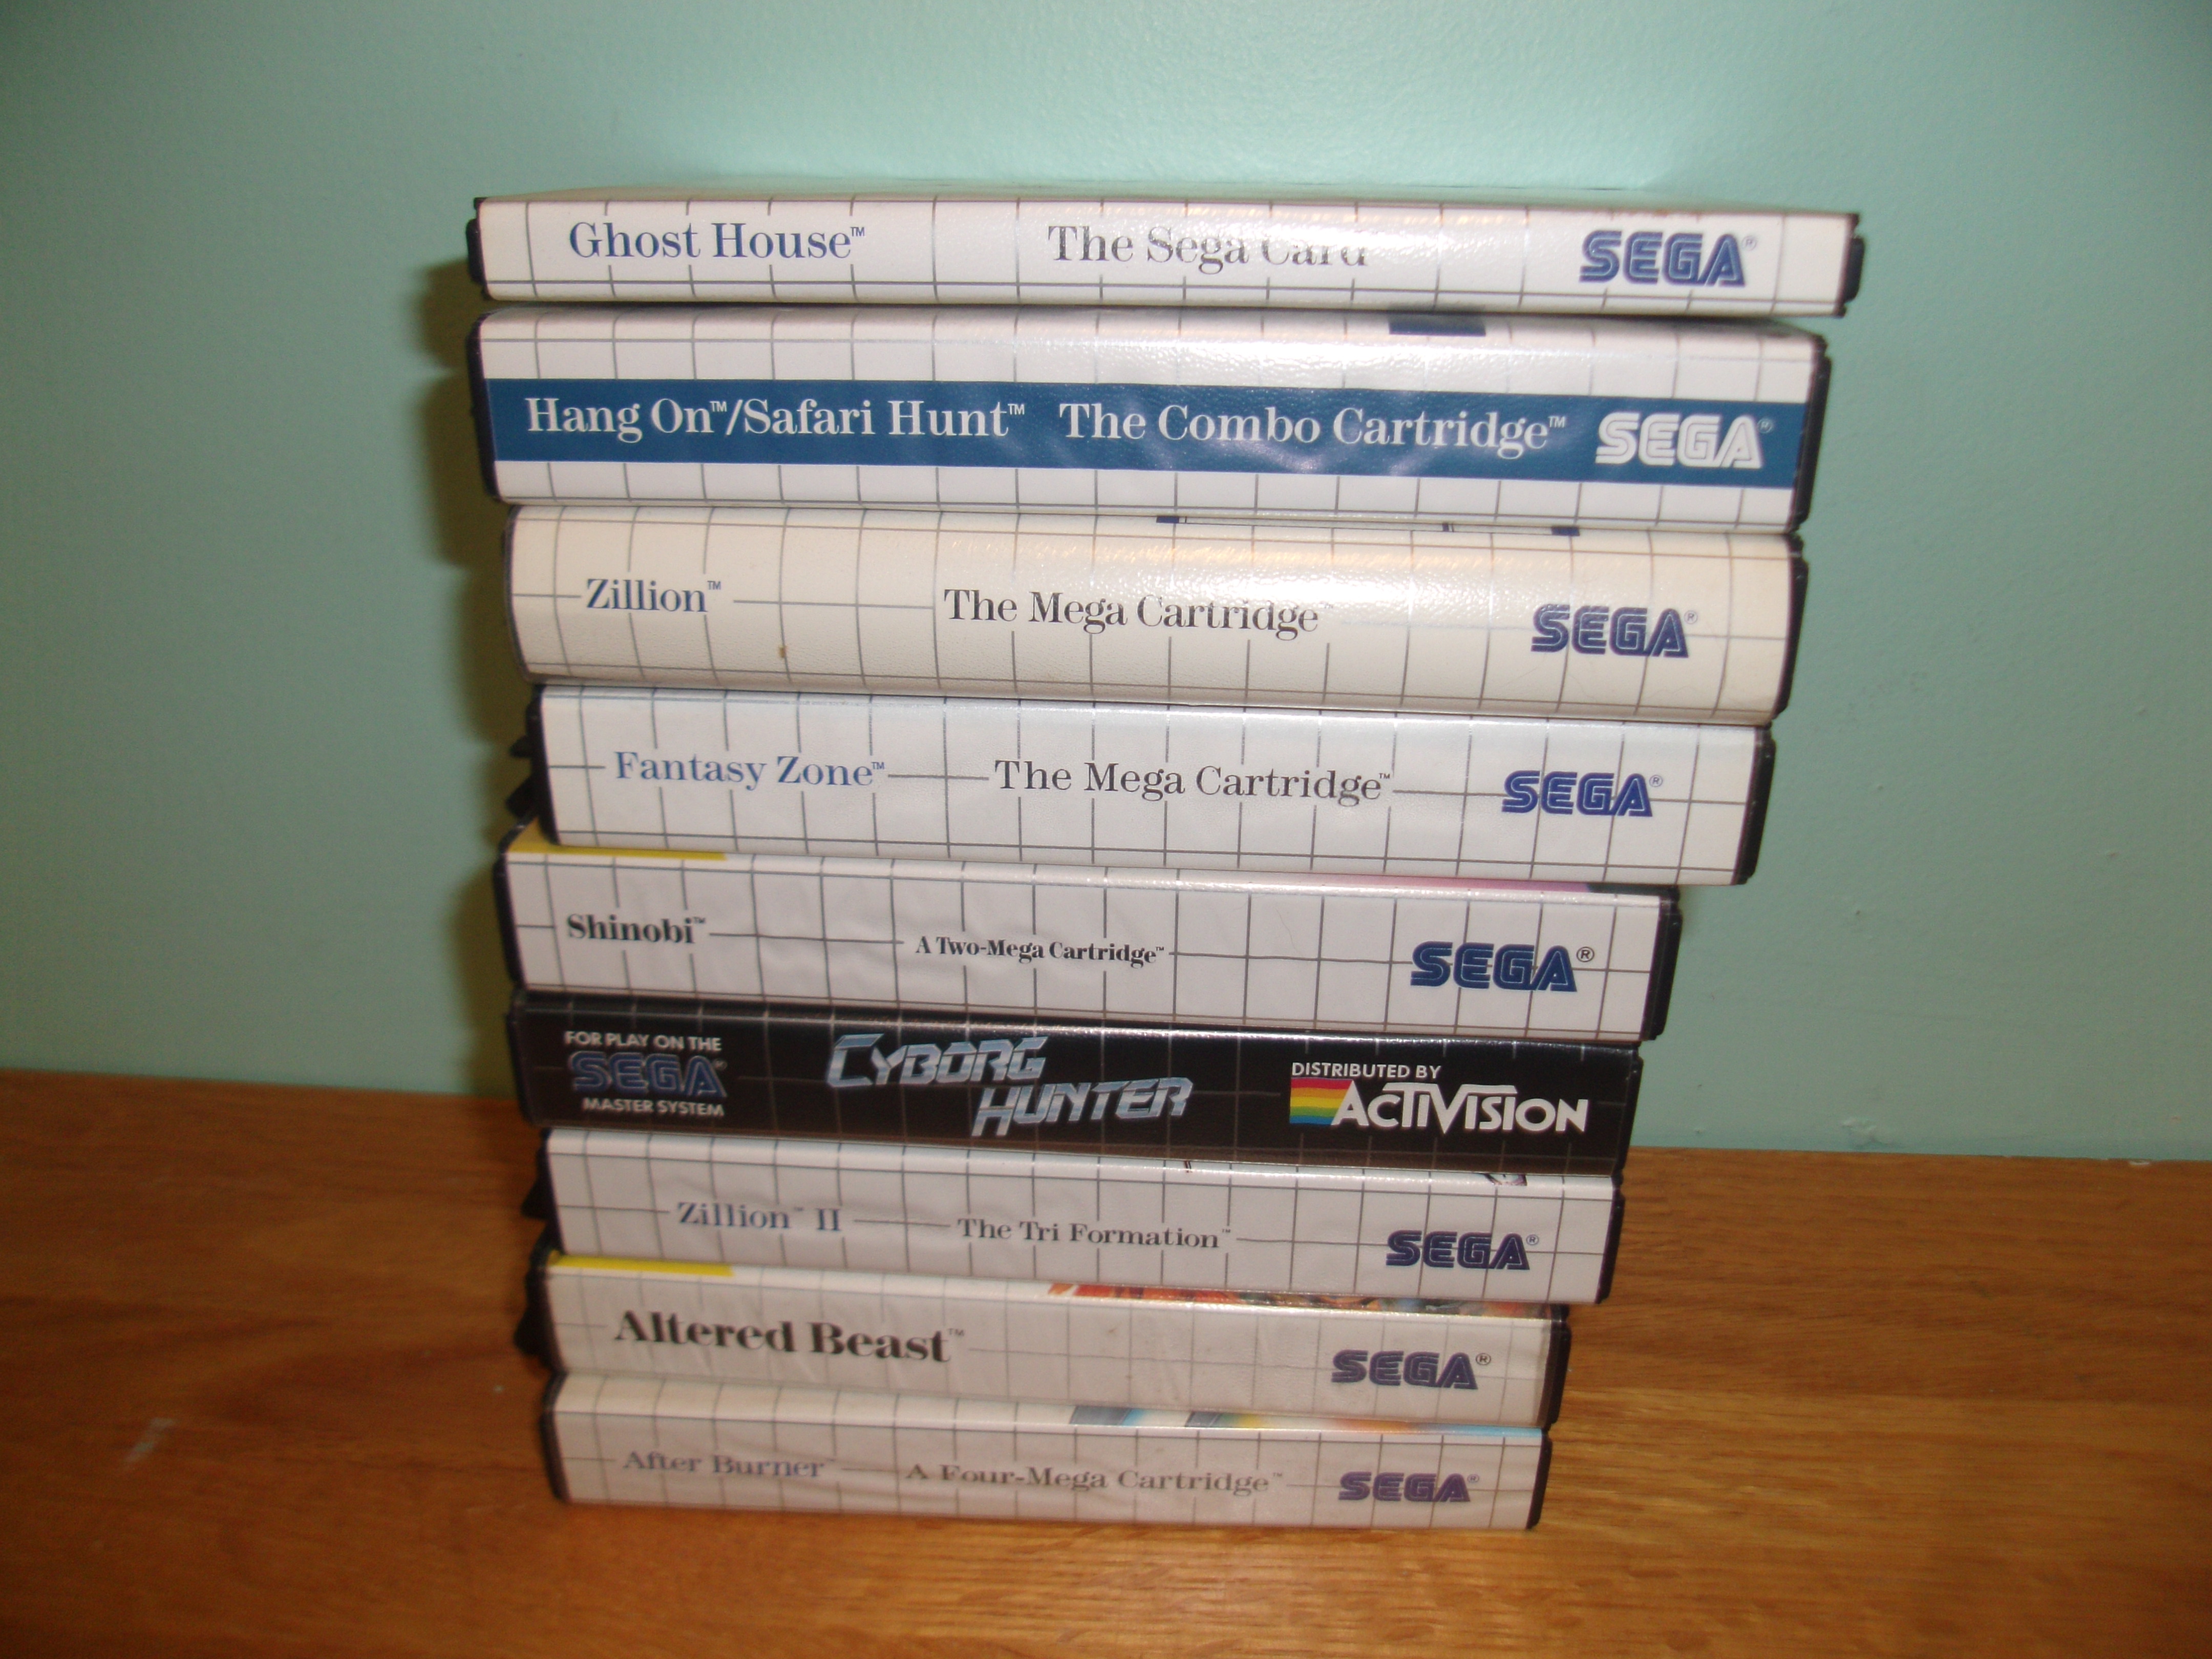 Ghost House™ The Sega Card SEGA®
Hang On™/Safari Hunt™ The Combo Cartridge™ SEGA®
Zillion™ The Mega Cartridge™ SEGA®
Fantasy Zone™ The Mega Cartridge™ SEGA®
Shinobi™ A Two-Mega Cartridge™ SEGA®
FOR PLAY ON THE
SEGA®
MASTER SYSTEM
CYBORG
HUNTER
DISTRIBUTED BY
ACTIVISION
Zillion™ II The Tri Formation™ SEGA®
Altered Beast™ SEGA®
After Burner™ A Four-Mega Cartridge™ SEGA®